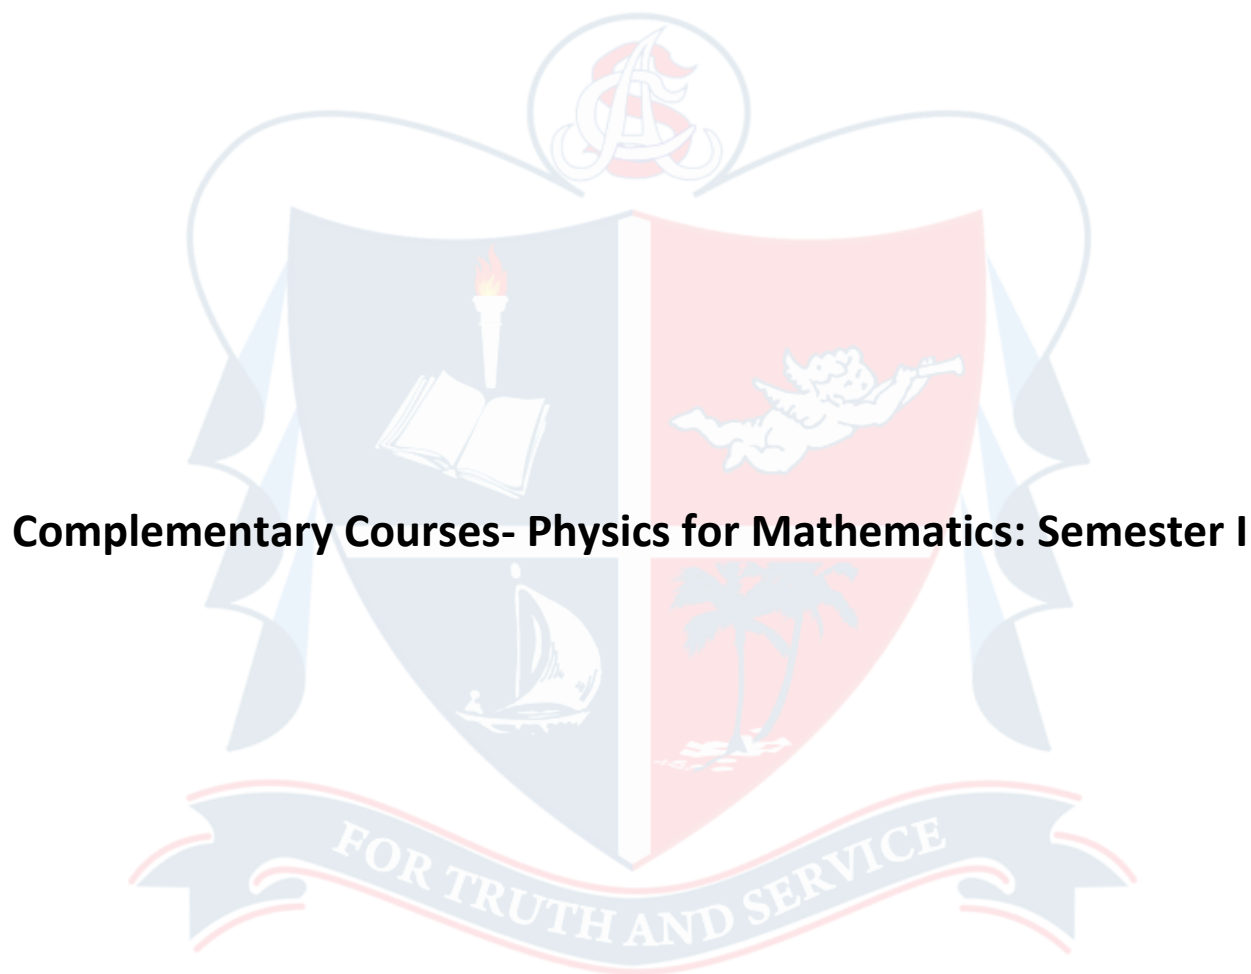 Complementary Courses- Physics for Mathematics: Semester I
FOR TRUTH AND SERVICE